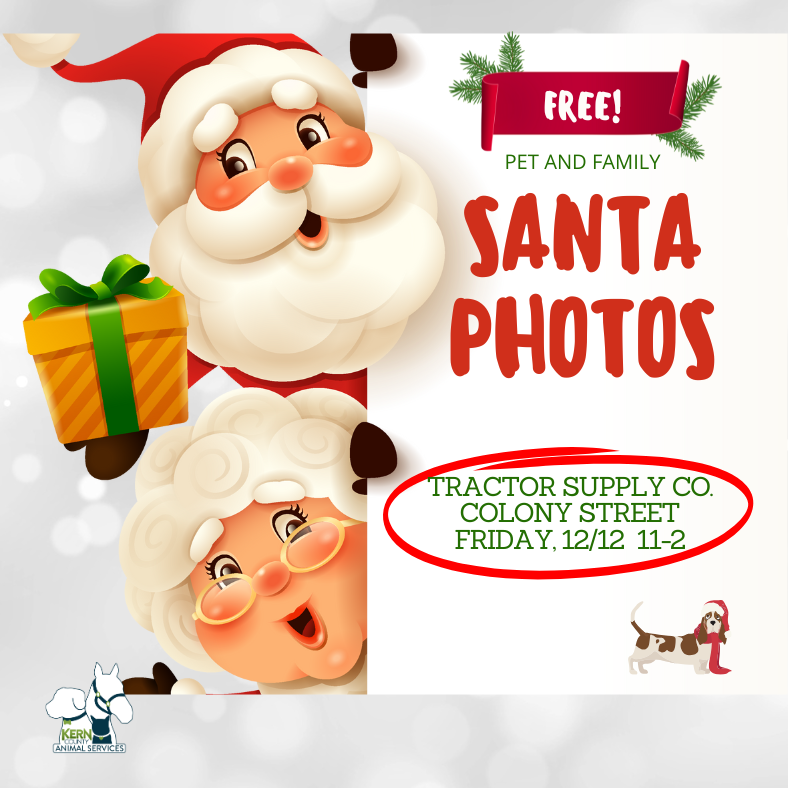 FREE!
PET AND FAMILY
SANTA
PHOTOS
TRACTOR SUPPLY CO.
COLONY STREET
FRIDAY, 12/12 11-2
KERN
COUNTY
ANIMAL SERVICES